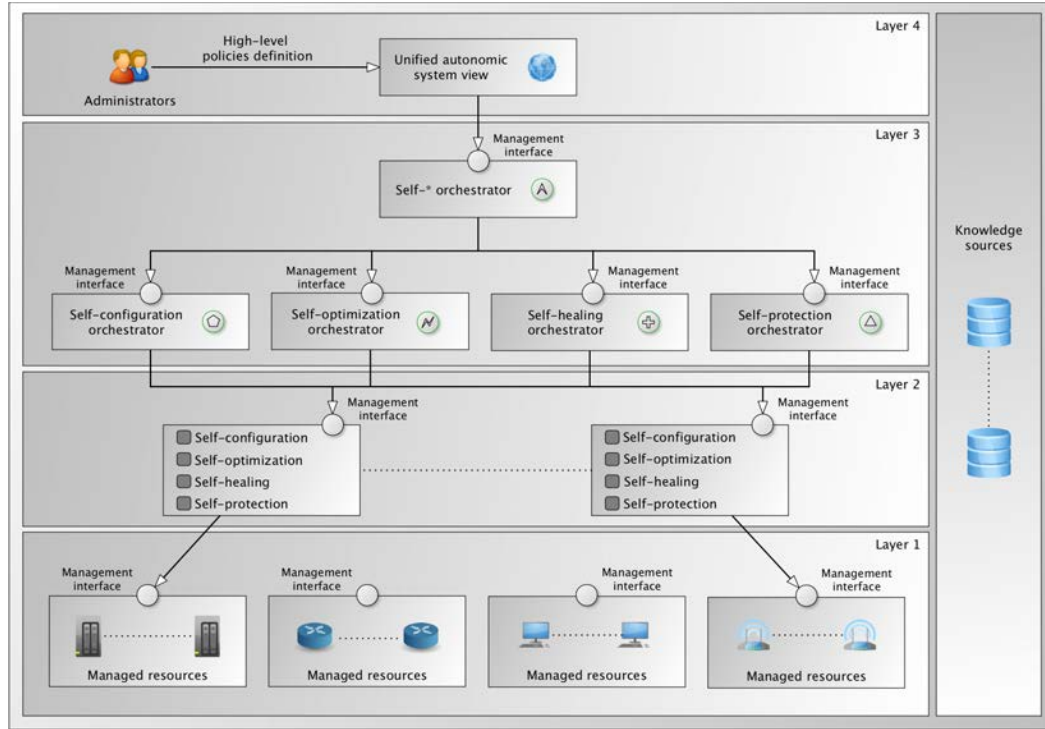 Layer 4
High-level
policies definition
Administrators
Unified autonomic
system view
Layer 3
Management
interface
Self-* orchestrator
Management
interface
Self-configuration
orchestrator
Management
interface
Self-optimization
orchestrator
Management
interface
Self-healing
orchestrator
Management
interface
Self-protection
orchestrator
Layer 2
Management
interface
Self-configuration
Self-optimization
Self-healing
Self-protection
Management
interface
Self-configuration
Self-optimization
Self-healing
Self-protection
Layer 1
Management
interface
Managed resources
Management
interface
Managed resources
Management
interface
Managed resources
Management
interface
Managed resources
Knowledge
sources